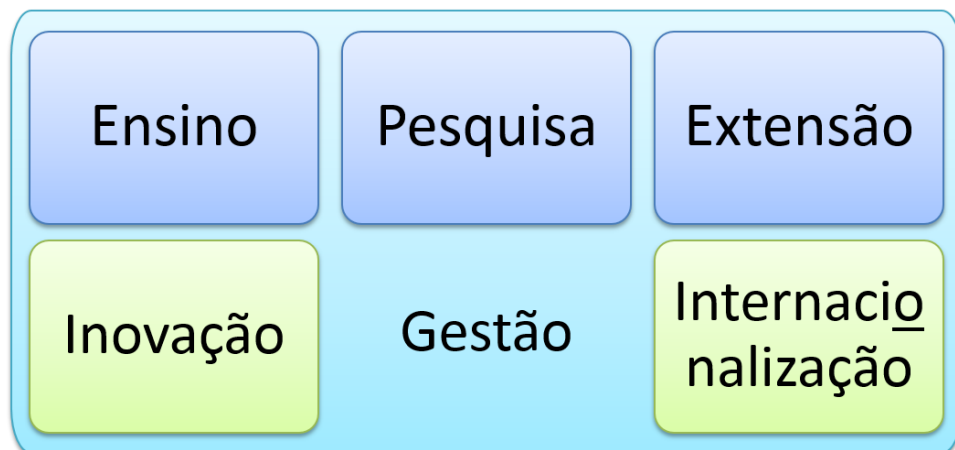 Ensino
Pesquisa
Extensão
Inovação
Gestão
Internacio
nalização